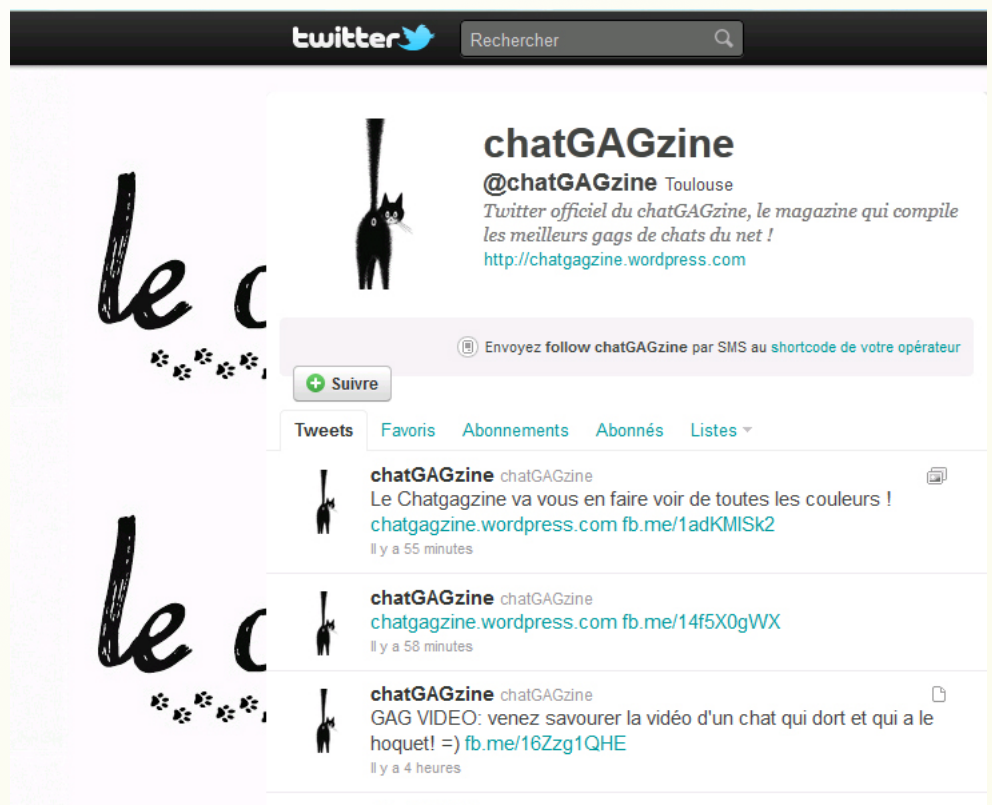 twitter
Rechercher
chatGAGzine
@chatGAGzine Toulouse
Twitter officiel du chatGAGzine, le magazine qui compile
les meilleurs gags de chats du net !
http://chatgagzine.wordpress.com
le c
Envoyez follow chatGAGzine par SMS au shortcode de votre opérateur
Suivre
Tweets Favoris Abonnements Abonnés Listes
chatGAGzine chatGAGzine
Le Chatgagzine va vous en faire voir de toutes les couleurs !
chatgagzine.wordpress.com fb.me/1adKMlSk2
Il y a 55 minutes
chatGAGzine chatGAGzine
chatgagzine.wordpress.com fb.me/14f5X0gWX
Il y a 58 minutes
le c
chatGAGzine chatGAGzine
GAG VIDEO: venez savourer la vidéo d'un chat qui dort et qui a le
hoquet! =) fb.me/16Zzg1QHE
Il y a 4 heures